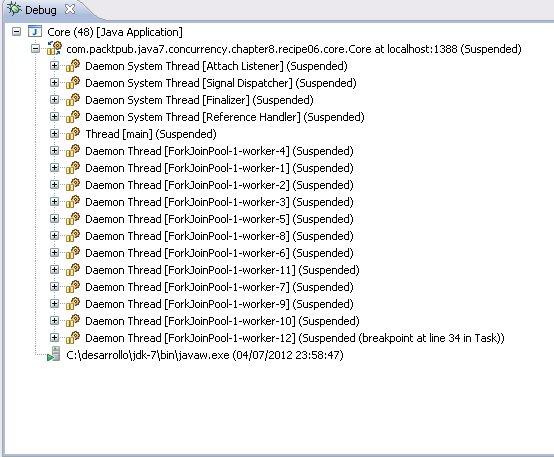 Debug
Core (48) [Java Application]
com.packtpub.java7.concurrency.chapter8.recipe06.core.Core at localhost:1388 (Suspended)
Daemon System Thread [Attach Listener] (Suspended)
Daemon System Thread [Signal Dispatcher] (Suspended)
Daemon System Thread [Finalizer] (Suspended)
Daemon System Thread [Reference Handler] (Suspended)
Thread [main] (Suspended)
Daemon Thread [ForkJoinPool-1-worker-4] (Suspended)
Daemon Thread [ForkJoinPool-1-worker-1] (Suspended)
Daemon Thread [ForkJoinPool-1-worker-2] (Suspended)
Daemon Thread [ForkJoinPool-1-worker-3] (Suspended)
Daemon Thread [ForkJoinPool-1-worker-5] (Suspended)
Daemon Thread [ForkJoinPool-1-worker-8] (Suspended)
Daemon Thread [ForkJoinPool-1-worker-6] (Suspended)
Daemon Thread [ForkJoinPool-1-worker-11] (Suspended)
Daemon Thread [ForkJoinPool-1-worker-7] (Suspended)
Daemon Thread [ForkJoinPool-1-worker-9] (Suspended)
Daemon Thread [ForkJoinPool-1-worker-10] (Suspended)
Daemon Thread [ForkJoinPool-1-worker-12] (Suspended (breakpoint at line 34 in Task))
C:\desarrollo\jdk-7\bin\javaw.exe (04/07/2012 23:58:47)